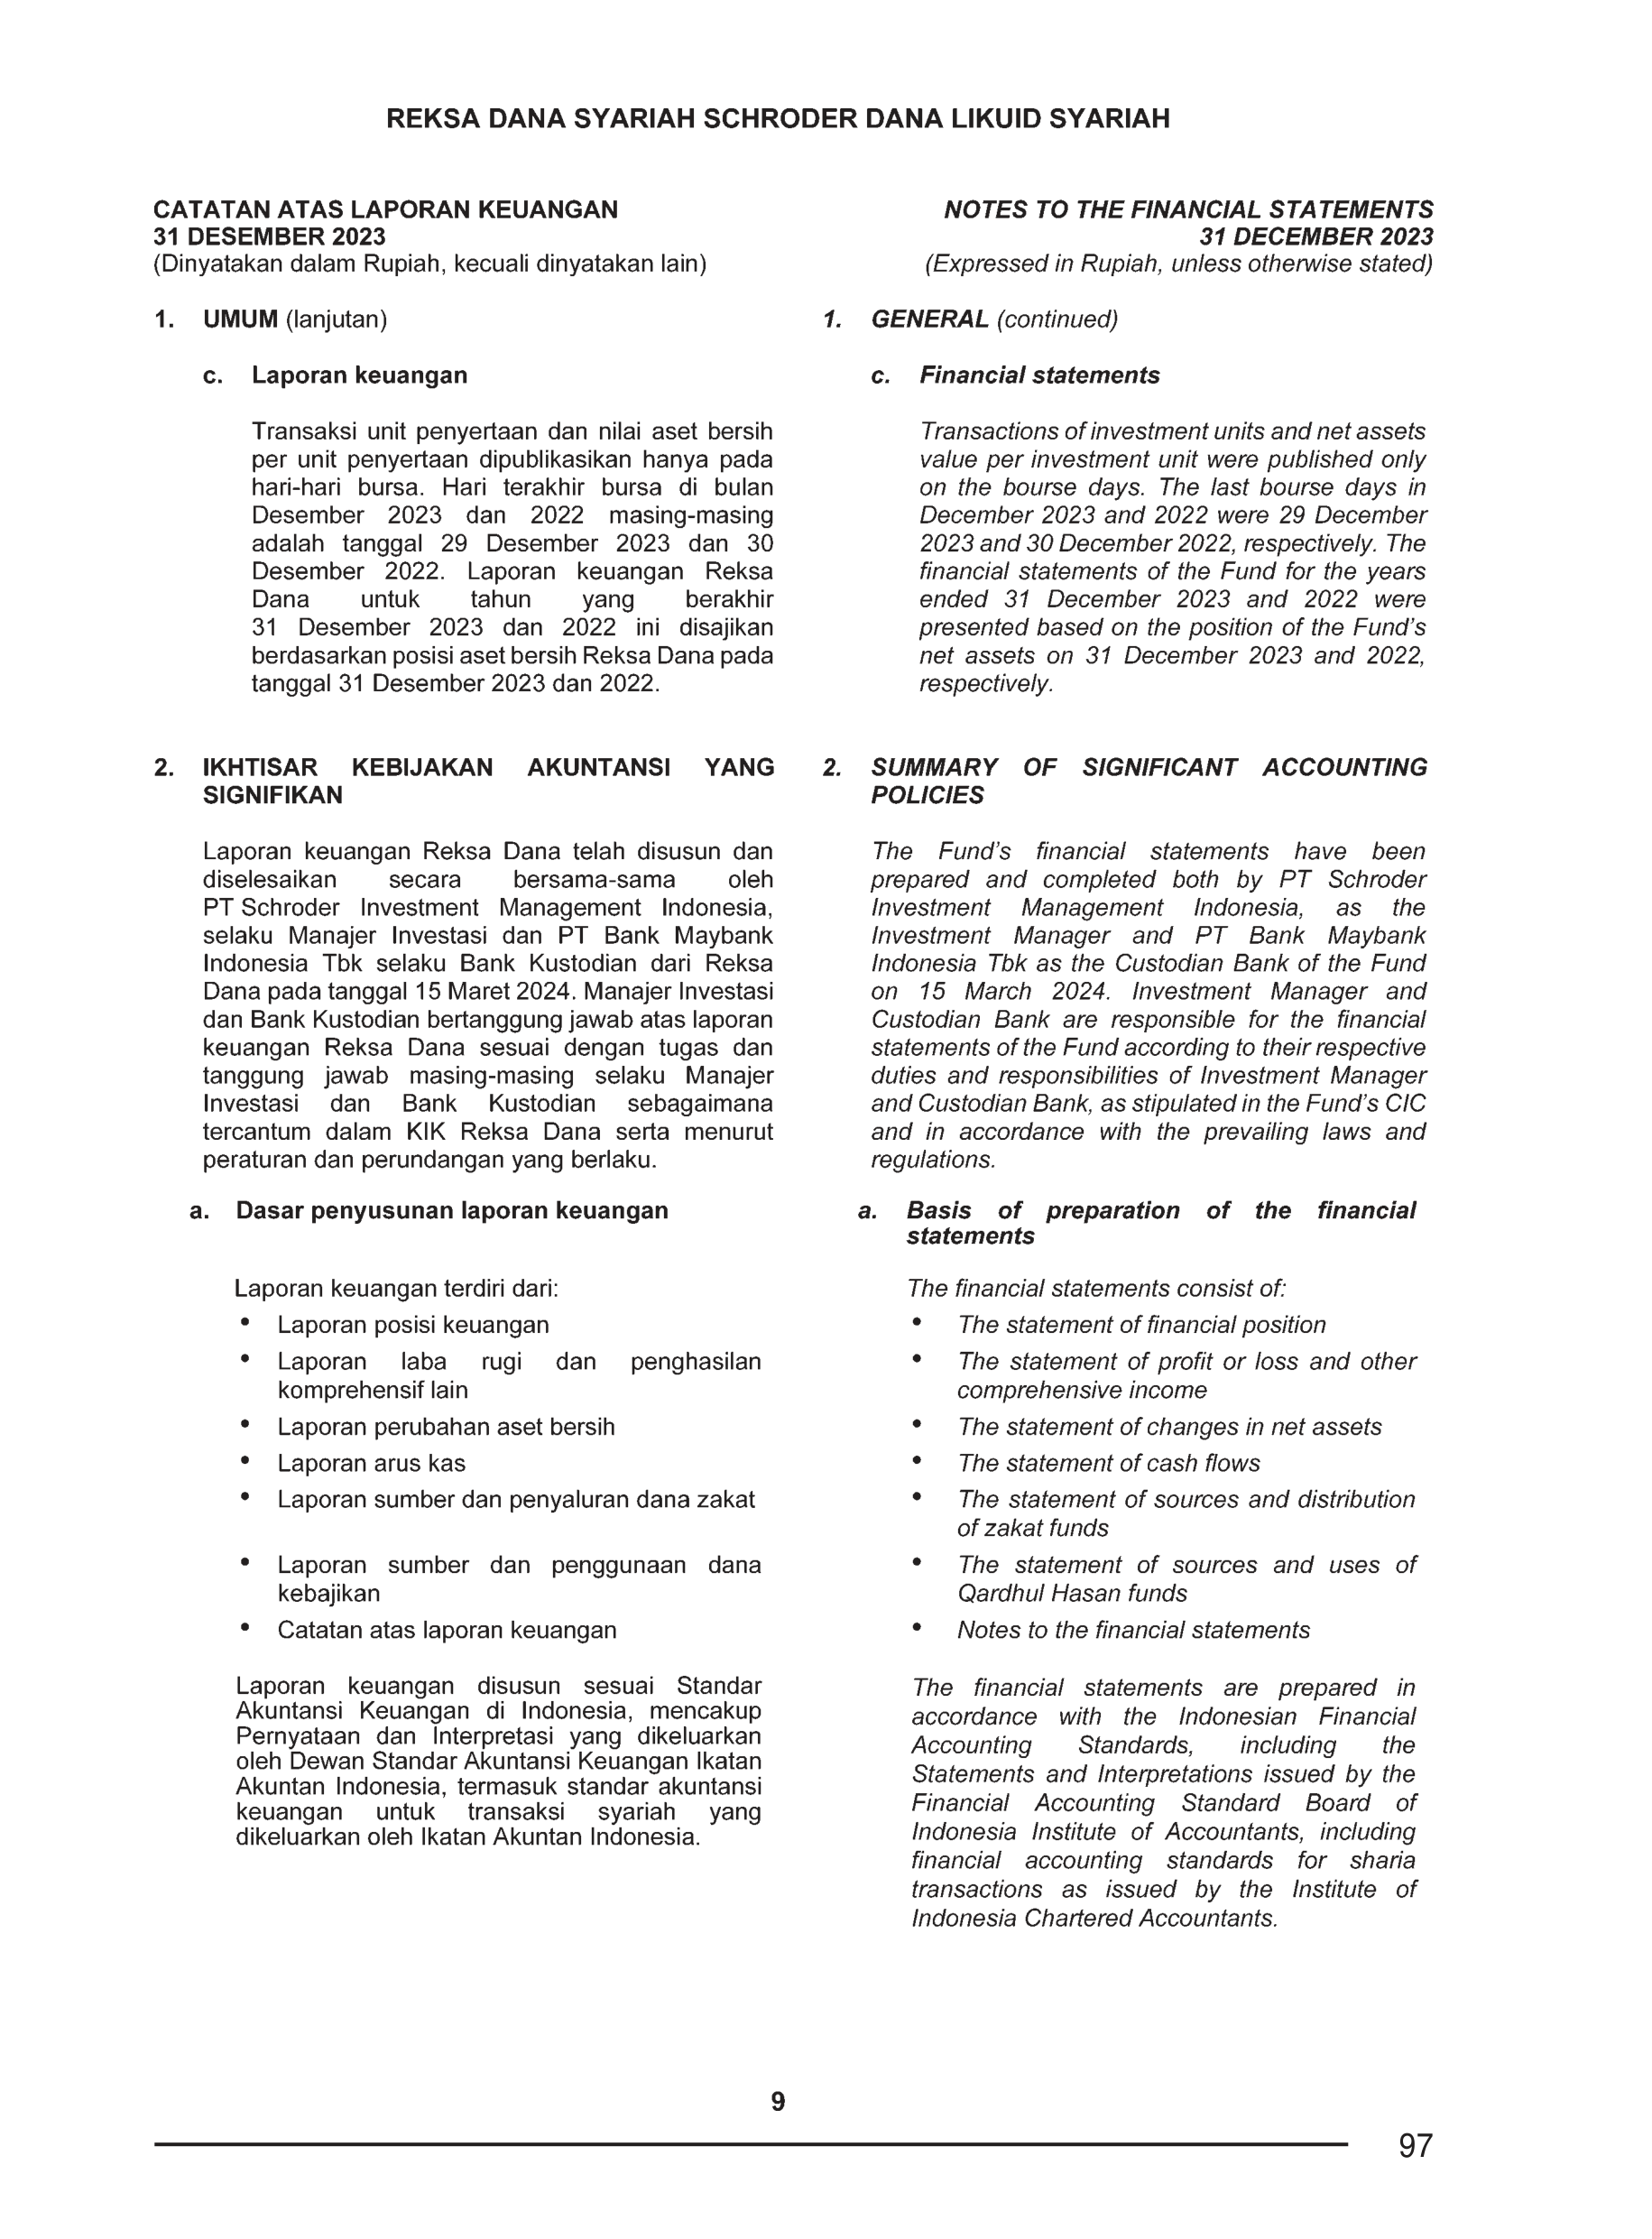 REKSA DANA SYARIAH SCHRODER DANA LIKUID SYARIAH
CATATAN ATAS LAPORAN KEUANGAN
31 DESEMBER 2023
(Dinyatakan dalam Rupiah, kecuali dinyatakan lain)
NOTES TO THE FINANCIAL STATEMENTS
31 DECEMBER 2023
(Expressed in Rupiah, unless otherwise stated)
1. UMUM (lanjutan)
c. Laporan keuangan
Transaksi unit penyertaan dan nilai aset bersih
per unit penyertaan dipublikasikan hanya pada
hari-hari bursa. Hari terakhir bursa di bulan
Desember 2023 dan 2022 masing-masing
adalah tanggal 29 Desember 2023 dan 30
Desember 2022. Laporan keuangan Reksa
Dana untuk tahun yang berakhir
31 Desember 2023 dan 2022 ini disajikan
berdasarkan posisi aset bersih Reksa Dana pada
tanggal 31 Desember 2023 dan 2022.
1. GENERAL (continued)
c. Financial statements
Transactions of investment units and net assets
value per investment unit were published only
on the bourse days. The last bourse days in
December 2023 and 2022 were 29 December
2023 and 30 December 2022, respectively. The
financial statements of the Fund for the years
ended 31 December 2023 and 2022 were
presented based on the position of the Fund's
net assets on 31 December 2023 and 2022,
respectively.
2. IKHTISAR KEBIJAKAN AKUNTANSI YANG
SIGNIFIKAN
Laporan keuangan Reksa Dana telah disusun dan
diselesaikan secara bersama-sama oleh
PT Schroder Investment Management Indonesia,
selaku Manajer Investasi dan PT Bank Maybank
Indonesia Tbk selaku Bank Kustodian dari Reksa
Dana pada tanggal 15 Maret 2024. Manajer Investasi
dan Bank Kustodian bertanggung jawab atas laporan
keuangan Reksa Dana sesuai dengan tugas dan
tanggung jawab masing-masing selaku Manajer
Investasi dan Bank Kustodian sebagaimana
tercantum dalam KIK Reksa Dana serta menurut
peraturan dan perundangan yang berlaku.
2. SUMMARY OF SIGNIFICANT ACCOUNTING
POLICIES
The Fund's financial statements have been
prepared and completed both by PT Schroder
Investment Management Indonesia, as the
Investment Manager and PT Bank Maybank
Indonesia Tbk as the Custodian Bank of the Fund
on 15 March 2024. Investment Manager and
Custodian Bank are responsible for the financial
statements of the Fund according to their respective
duties and responsibilities of Investment Manager
and Custodian Bank, as stipulated in the Fund's CIC
and in accordance with the prevailing laws and
regulations.
a. Dasar penyusunan laporan keuangan
Laporan keuangan terdiri dari:
• Laporan posisi keuangan
• Laporan laba rugi dan penghasilan
komprehensif lain
• Laporan perubahan aset bersih
• Laporan arus kas
• Laporan sumber dan penyaluran dana zakat
• Laporan sumber dan penggunaan dana
kebajikan
• Catatan atas laporan keuangan
Laporan keuangan disusun sesuai Standar
Akuntansi Keuangan di Indonesia, mencakup
Pernyataan dan Interpretasi yang dikeluarkan
oleh Dewan Standar Akuntansi Keuangan Ikatan
Akuntan Indonesia, termasuk standar akuntansi
keuangan untuk transaksi syariah yang
dikeluarkan oleh Ikatan Akuntan Indonesia.
a. Basis of preparation of the financial
statements
The financial statements consist of:
• The statement of financial position
• The statement of profit or loss and other
comprehensive income
• The statement of changes in net assets
• The statement of cash flows
• The statement of sources and distribution
of zakat funds
• The statement of sources and uses of
Qardhul Hasan funds
• Notes to the financial statements
The financial statements are prepared in
accordance with the Indonesian Financial
Accounting Standards, including the
Statements and Interpretations issued by the
Financial Accounting Standard Board of
Indonesia Institute of Accountants, including
financial accounting standards for sharia
transactions as issued by the Institute of
Indonesia Chartered Accountants.
9
97